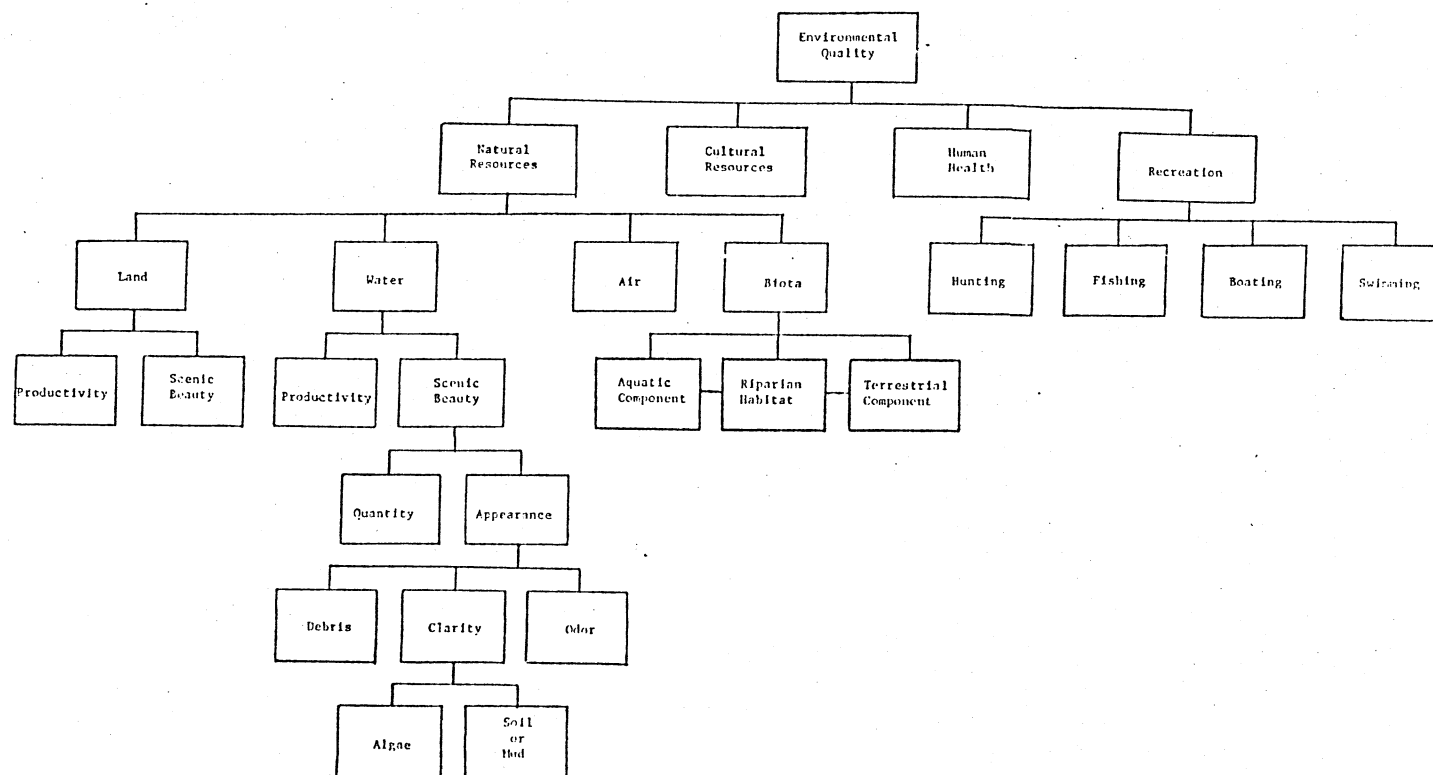 Environmental
Quality
Natural
Resources
Cultural
Resources
Human
Health
Recreation
Land
Water
Air
Biota
Hunting
Fishing
Boating
Swimming
Productivity
Scenic
Beauty
Productivity
Scenic
Beauty
Aquatic
Component
Riparian
Habitat
Terrestrial
Component
Quantity
Appearance
Debris
Clarity
Odor
Algae
Soil
or
Mud